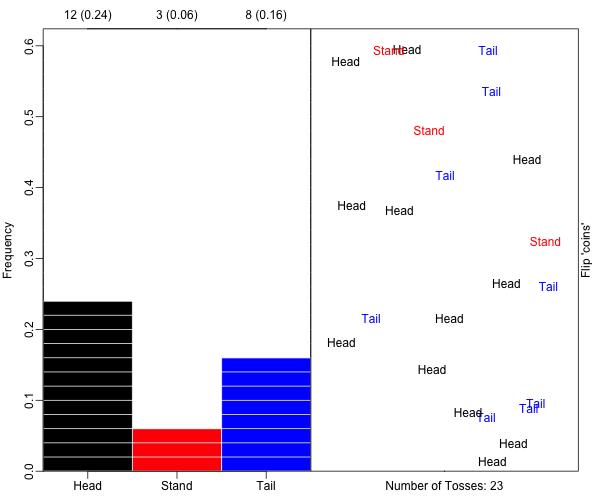 12 (0.24)
3 (0.06)
8 (0.16)
Frequency
0.6
0.5
0.4
0.3
0.2
0.1
0.0
Head
Stand
Tail
Stand
Head
Tail
Head
Tail
Stand
Head
Tail
Head
Head
Stand
Head
Tail
Tail
Head
Head
Head
Tail
Tail
Head
Tail
Head
Head
Flip 'coins'
Number of Tosses: 23